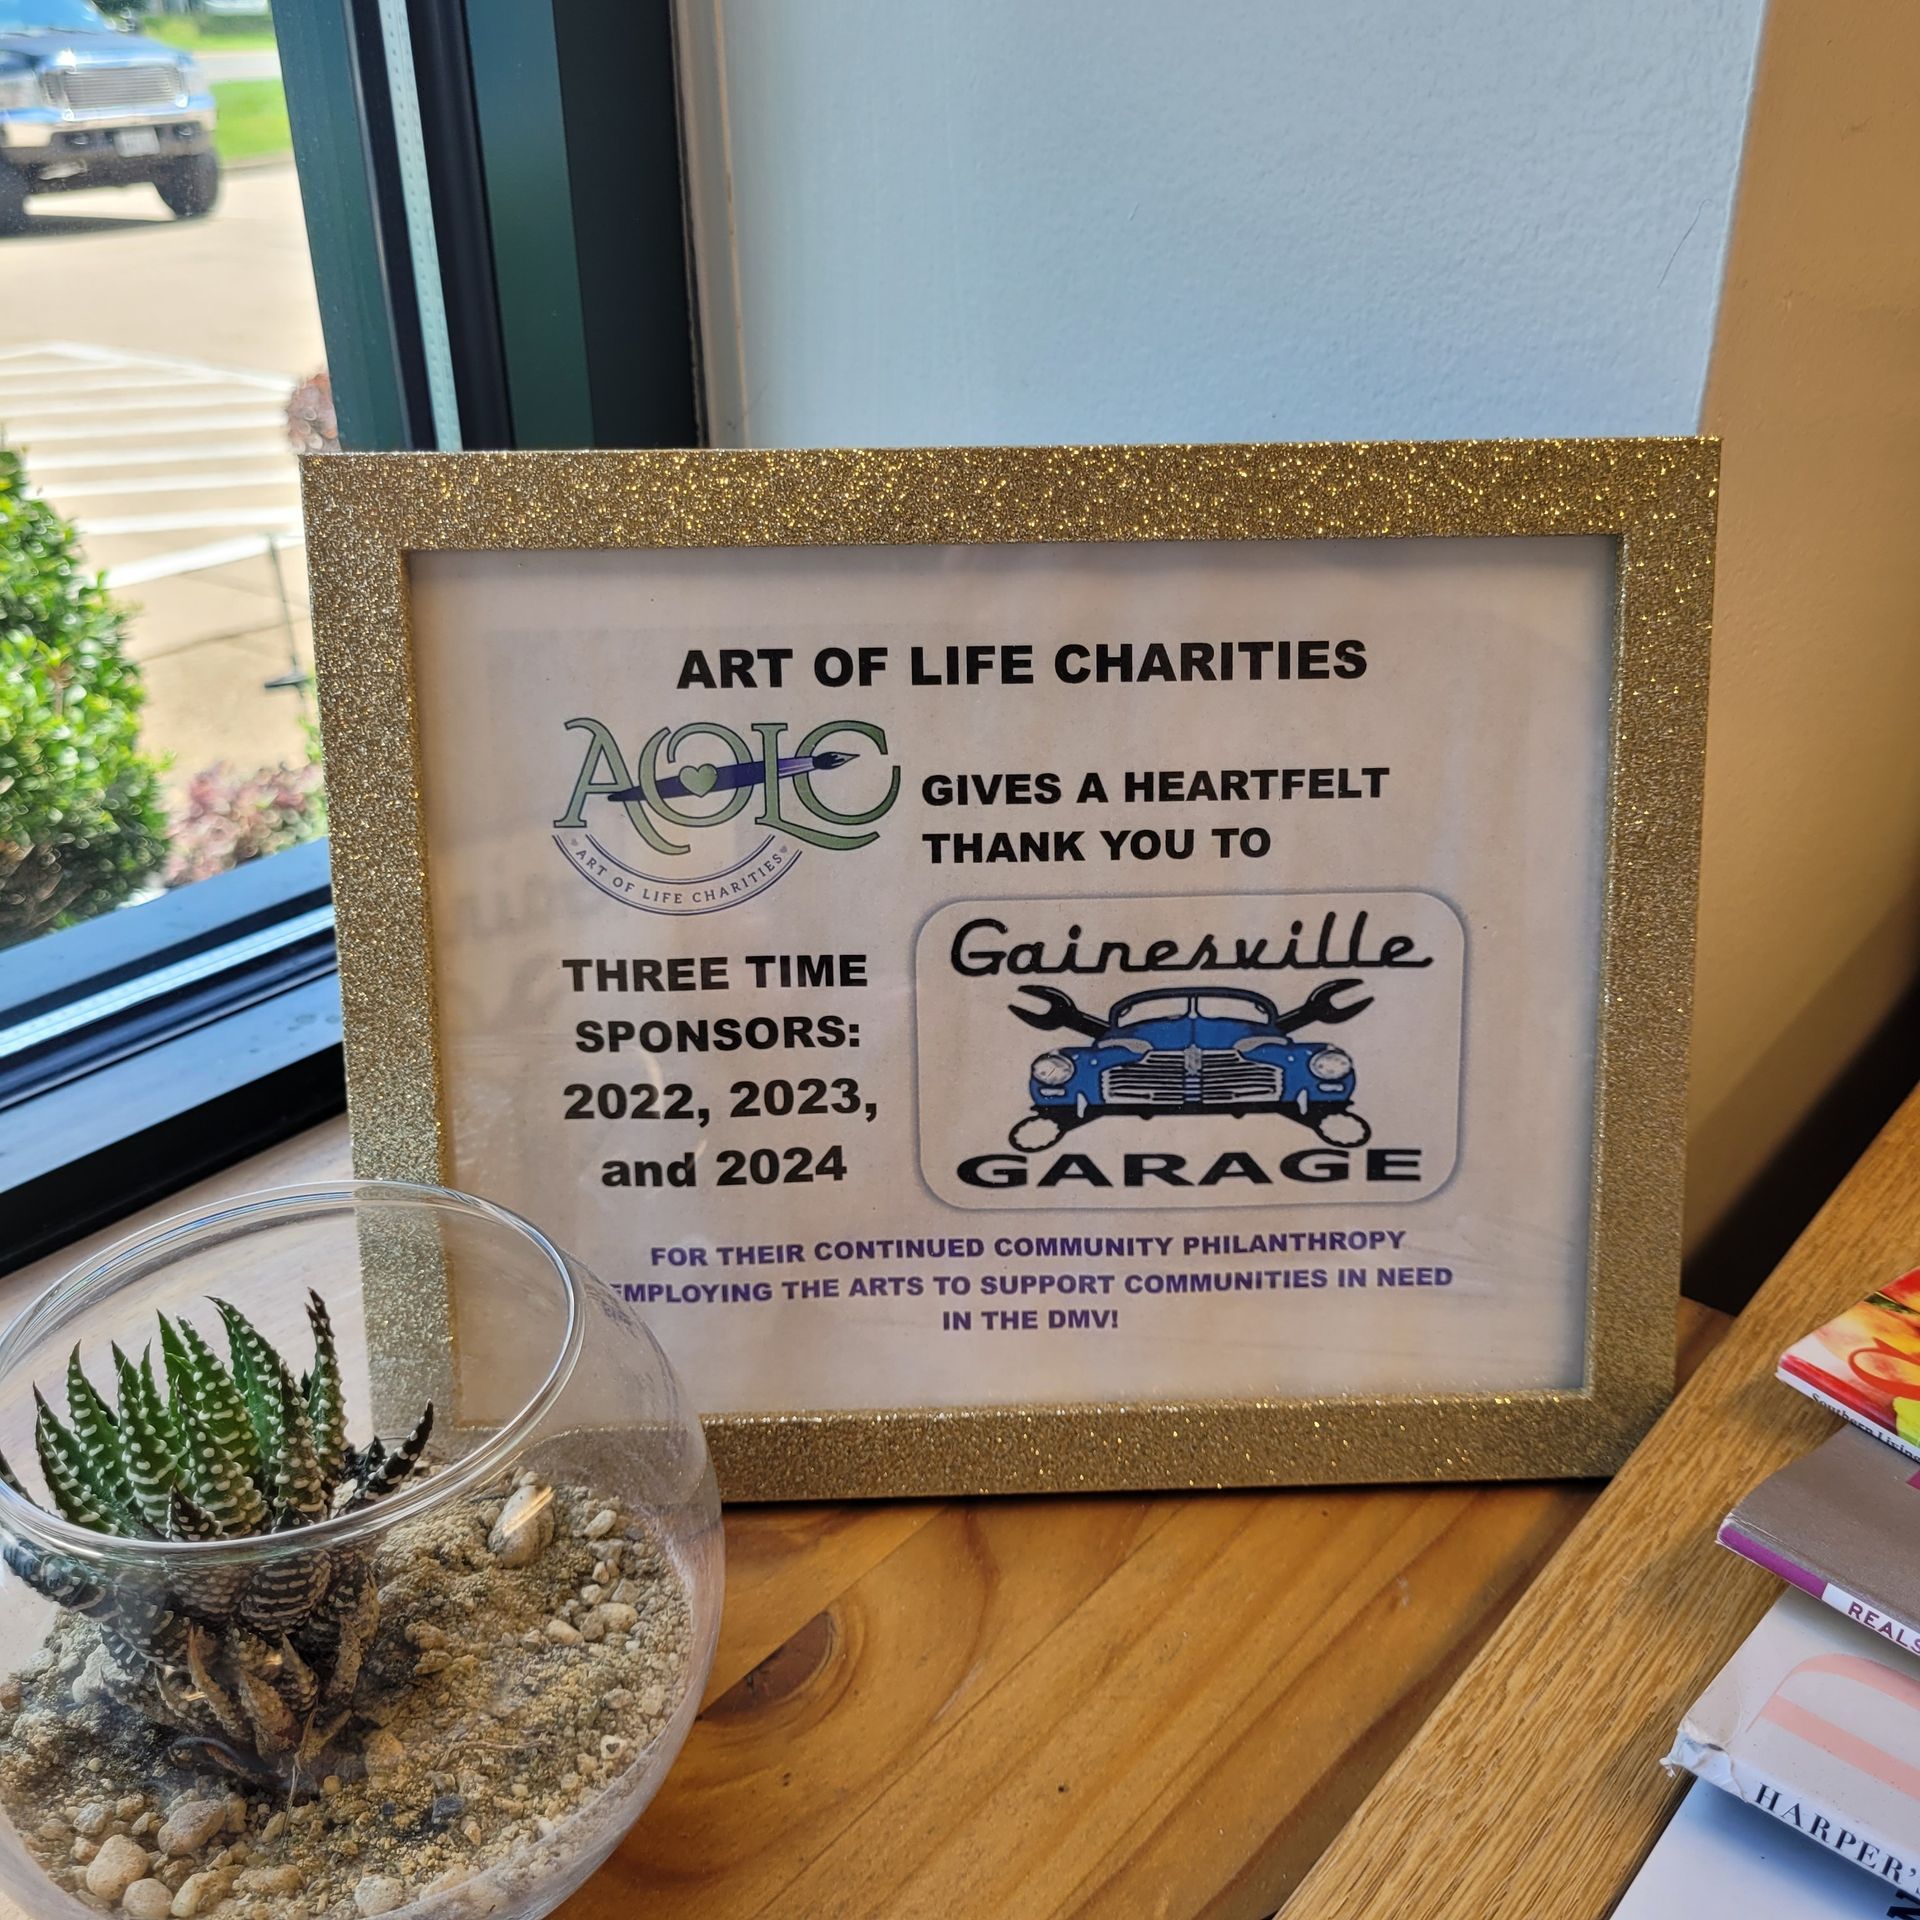 ART OF LIFE CHARITIES
AOLC
ART OF LIFE CHARITIES
GIVES A HEARTFELT
THANK YOU TO
THREE TIME
SPONSORS:
2022, 2023,
and 2024
Gainesville
GARAGE
FOR THEIR CONTINUED COMMUNITY PHILANTHROPY
EMPLOYING THE ARTS TO SUPPORT COMMUNITIES IN NEED
IN THE DMV!
Southern Living
REALS
HARPER'S